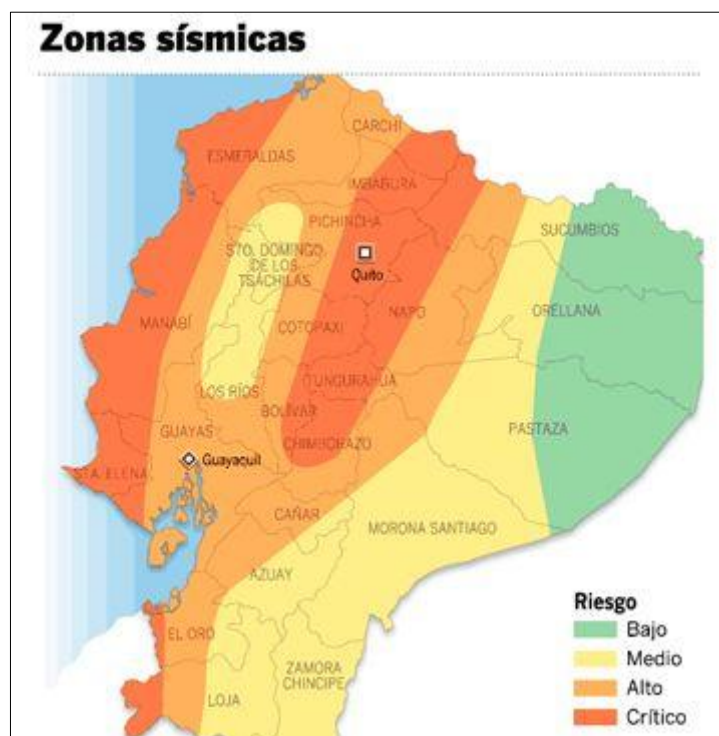 Zonas sísmicas
CARCHI
ESMERALDAS
IMBABURA
PICHINCHA
SUCUMBIOS
STO. DOMINGO
DE LOS
TSÁCHILAS
Quito
ORELLANA
MANABÍ
COTOPAXI
NAPO
TUNGURAHUA
LOS RÍOS
BOLÍVAR
PASTAZA
GUAYAS
CHIMBORAZO
Guayaquil
STA. ELENA
CAÑAR
MORONA SANTIAGO
AZUAY
EL ORO
ZAMORA
CHINCIPE
LOJA
Riesgo
Bajo
Medio
Alto
Crítico